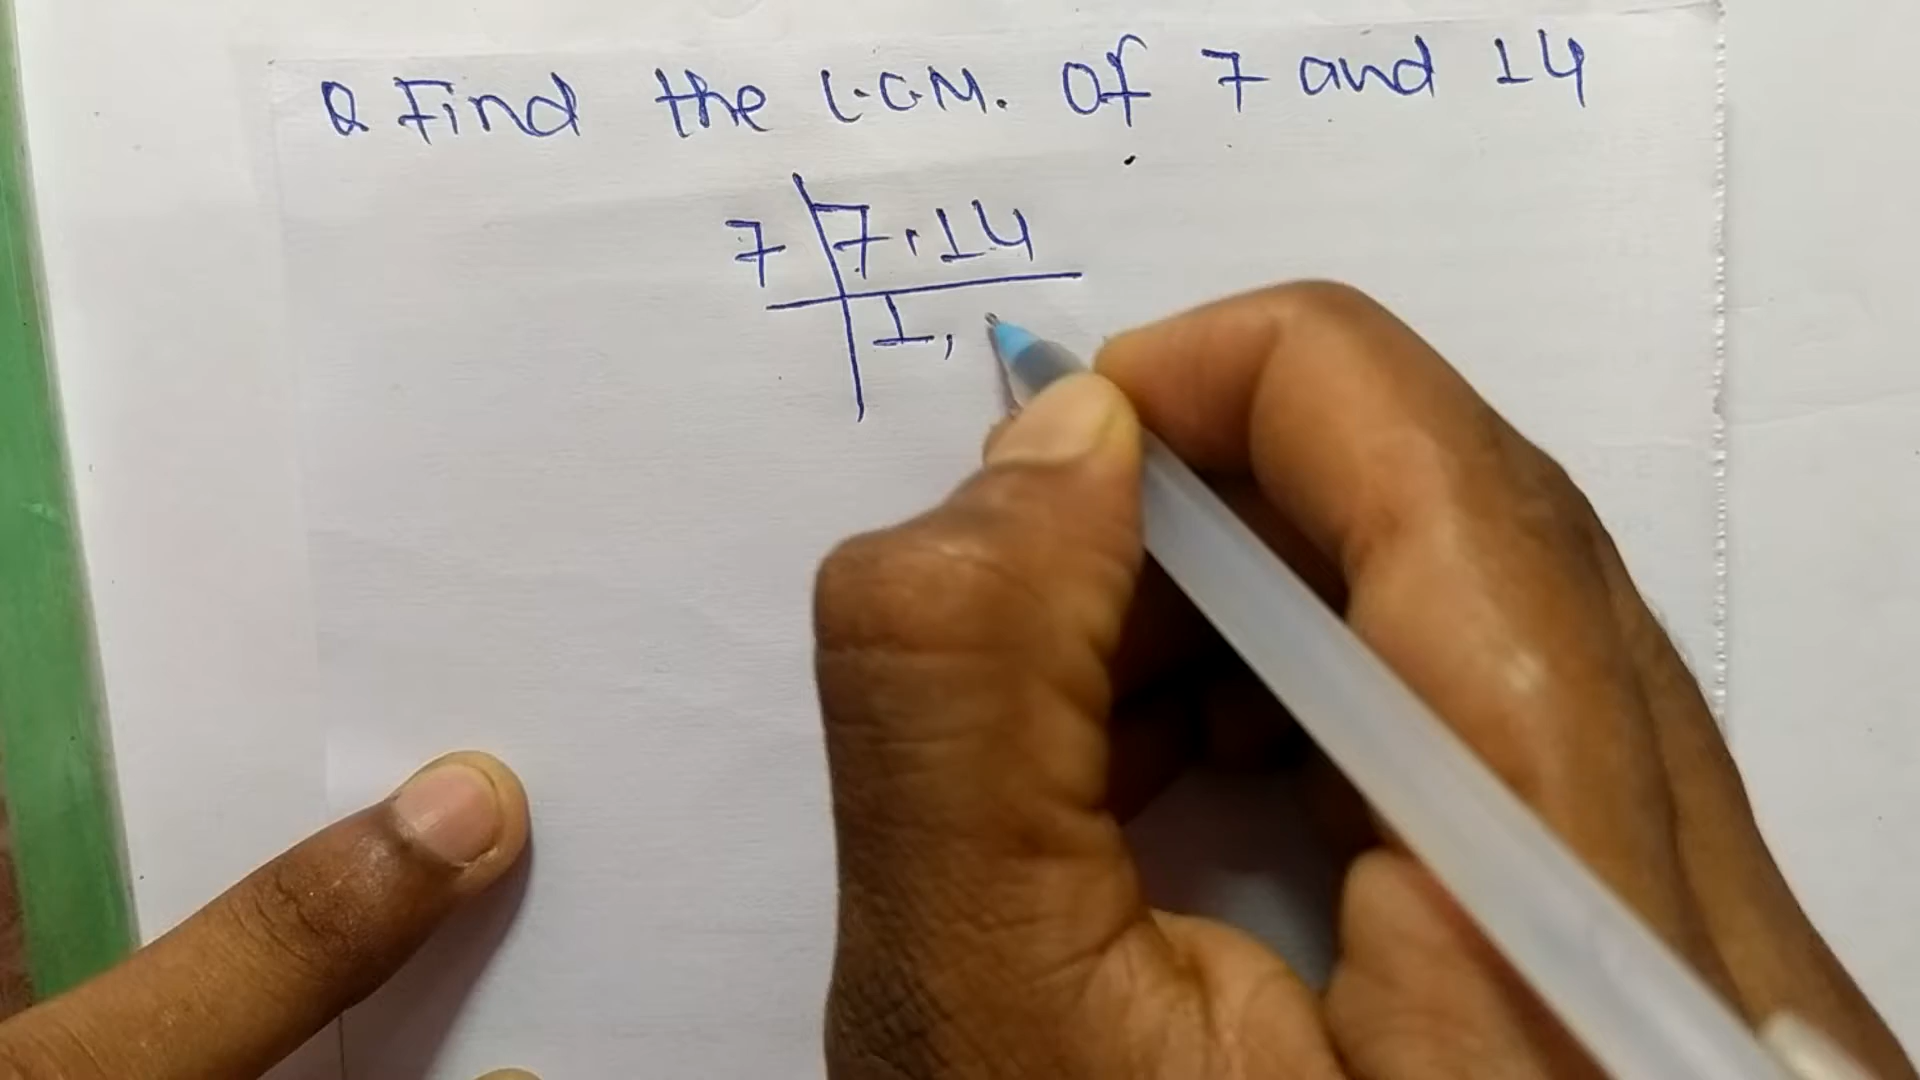 Q Find the L.C.M. Of 7 and 14
7 7,14
1,